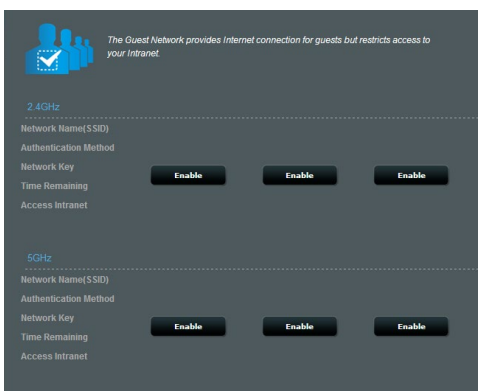 The Guest Network provides Internet connection for guests but restricts access to
your Intranet.
2.4GHz
Network Name(SSID)
Authentication Method
Network Key
Time Remaining
Access Intranet
Enable Enable Enable
5GHz
Network Name(SSID)
Authentication Method
Network Key
Time Remaining
Access Intranet
Enable Enable Enable